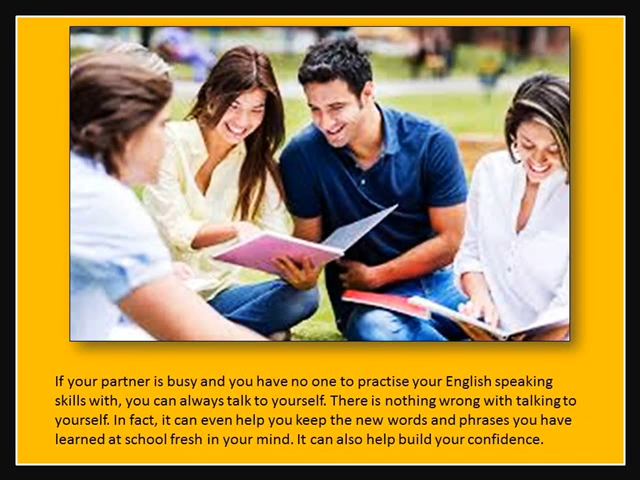 If your partner is busy and you have no one to practise your English speaking
skills with, you can always talk to yourself. There is nothing wrong with talking to
yourself. In fact, it can even help you keep the new words and phrases you have
learned at school fresh in your mind. It can also help build your confidence.